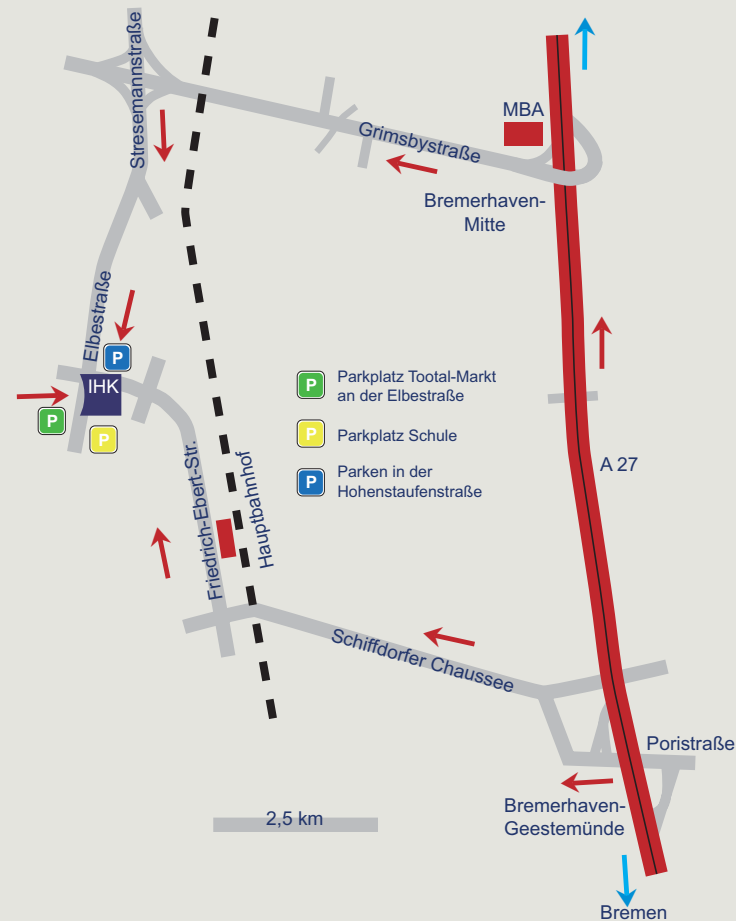 Stresemannstraße
MBA
Grimsbystraße
Bremerhaven-
Mitte
Elbestraße
P
IHK
P
P
P
Parkplatz Tootal-Markt
an der Elbestraße
P
Parkplatz Schule
P
Parken in der
Hohenstaufenstraße
A 27
Friedrich-Ebert-Str.
Hauptbahnhof
Schiffdorfer Chaussee
Poristraße
Bremerhaven-
Geestemünde
2,5 km
Bremen